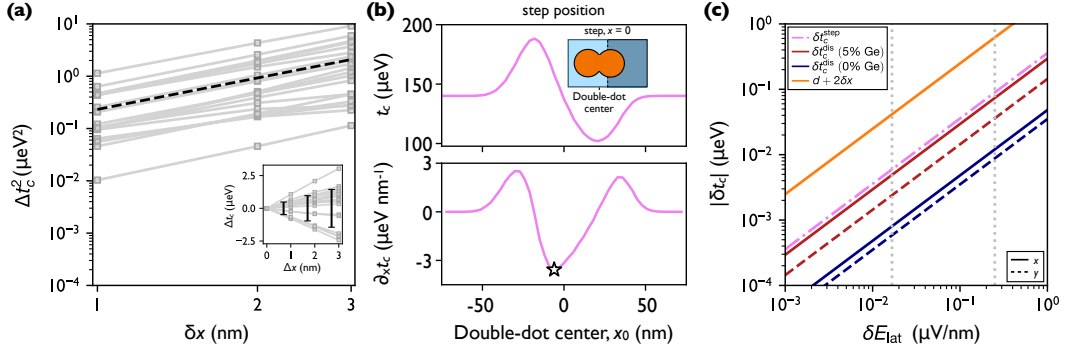 (a)
Δt_c^2 (μeV^2)
10^1
10^0
10^-1
10^-2
10^-3
10^-4
1
2
3
δx (nm)
Δt_c (μeV)
2.5
0.0
−2.5
0
1
2
3
Δx (nm)
(b)
step position
t_c (μeV)
200
150
100
step, x = 0
Double-dot
center
∂_x t_c (μeV nm^-1)
3
0
-3
-50
0
50
Double-dot center, x_0 (nm)
(c)
|δt_c| (meV)
10^0
10^-1
10^-2
10^-3
10^-4
δt_c^step
δt_c^dis (5% Ge)
δt_c^dis (0% Ge)
d + 2δx
x
y
10^-3
10^-2
10^-1
10^0
δE_lat (μV/nm)